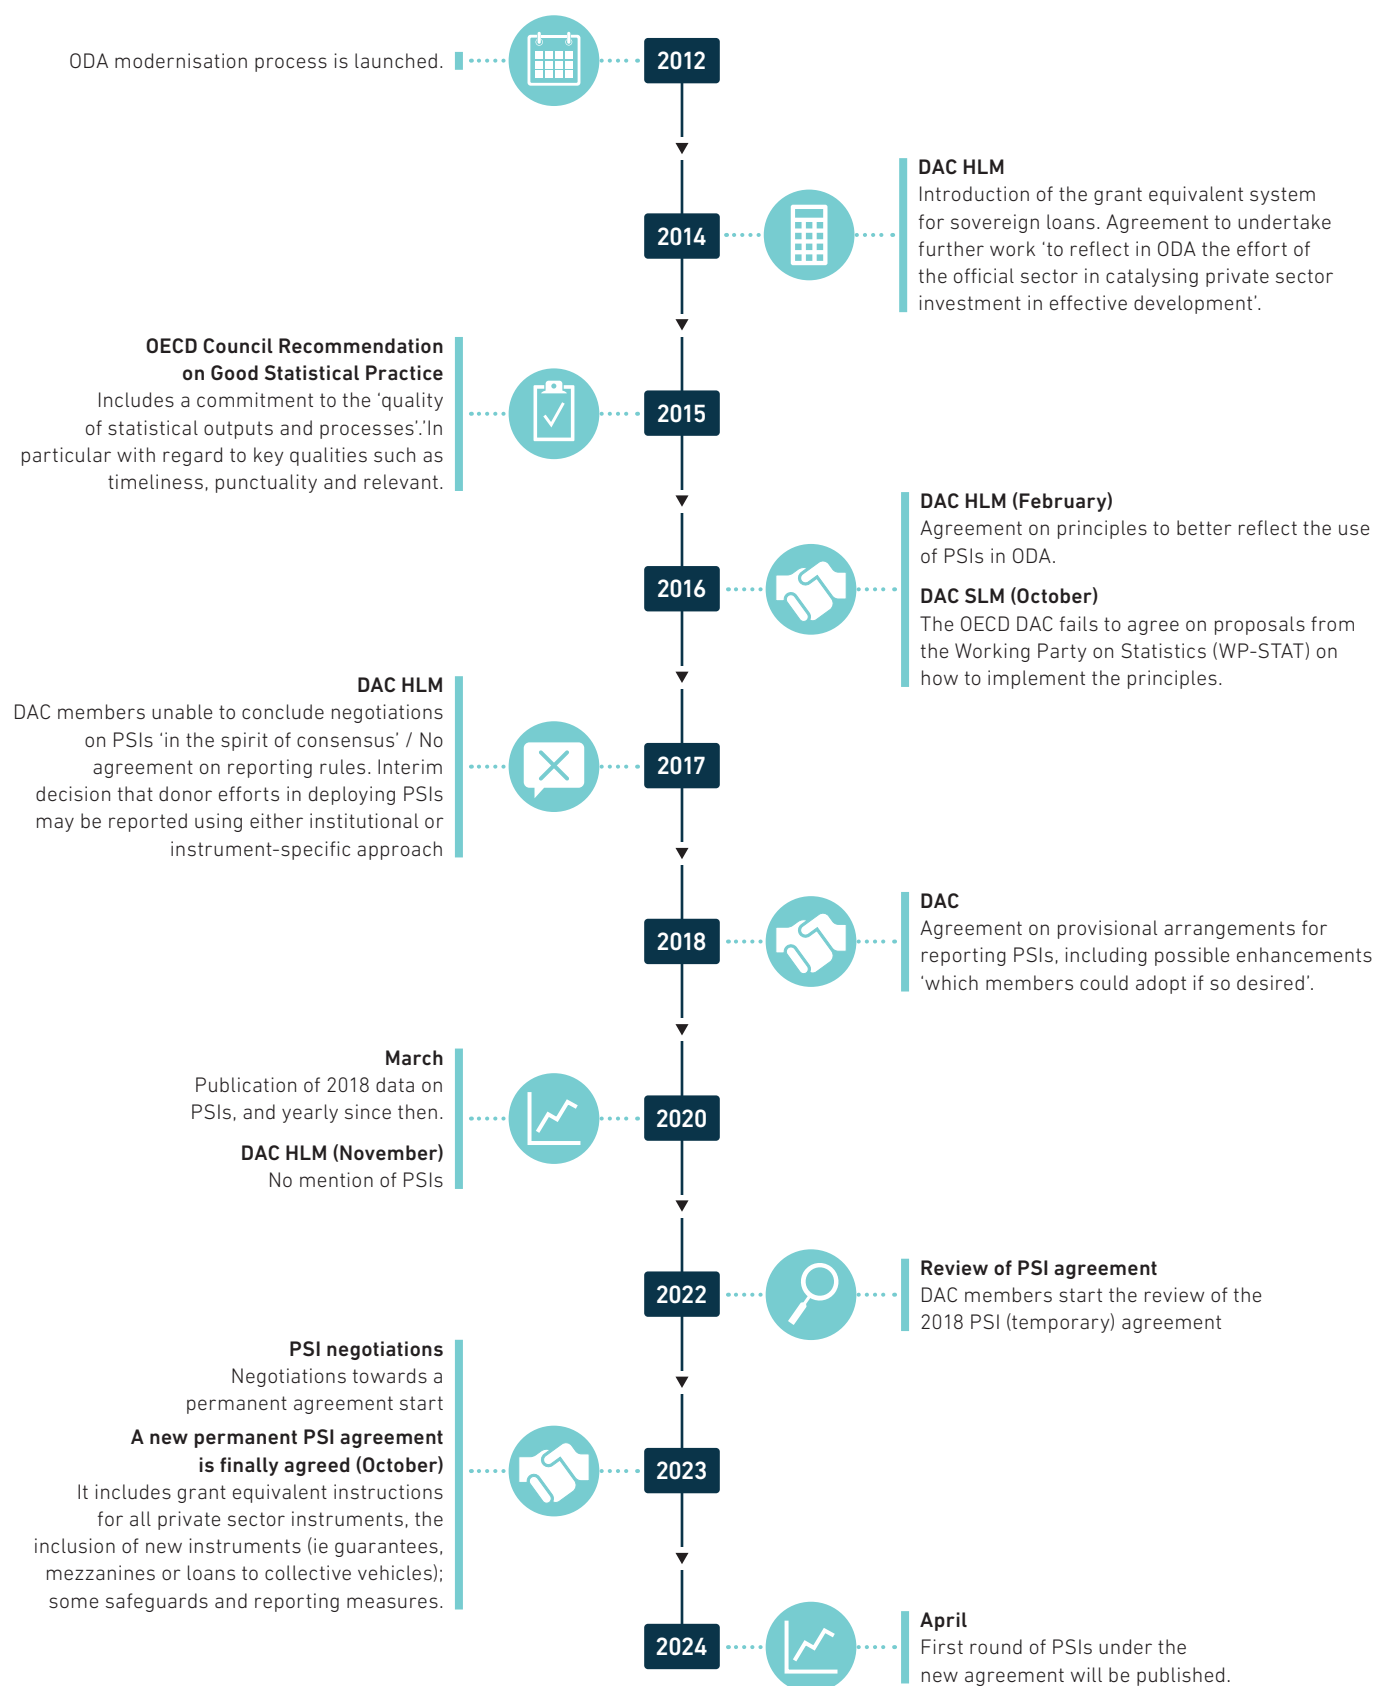 ODA modernisation process is launched.
2012
2014
DAC HLM
Introduction of the grant equivalent system
for sovereign loans. Agreement to undertake
further work ‘to reflect in ODA the effort of
the official sector in catalysing private sector
investment in effective development’.
OECD Council Recommendation
on Good Statistical Practice
Includes a commitment to the ‘quality
of statistical outputs and processes’.’In
particular with regard to key qualities such as
timeliness, punctuality and relevant.
2015
2016
DAC HLM (February)
Agreement on principles to better reflect the use
of PSIs in ODA.
DAC SLM (October)
The OECD DAC fails to agree on proposals from
the Working Party on Statistics (WP-STAT) on
how to implement the principles.
DAC HLM
DAC members unable to conclude negotiations
on PSIs ‘in the spirit of consensus’ / No
agreement on reporting rules. Interim
decision that donor efforts in deploying PSIs
may be reported using either institutional or
instrument-specific approach
2017
2018
DAC
Agreement on provisional arrangements for
reporting PSIs, including possible enhancements
‘which members could adopt if so desired’.
March
Publication of 2018 data on
PSIs, and yearly since then.
DAC HLM (November)
No mention of PSIs
2020
2022
Review of PSI agreement
DAC members start the review of the
2018 PSI (temporary) agreement
PSI negotiations
Negotiations towards a
permanent agreement start
A new permanent PSI agreement
is finally agreed (October)
It includes grant equivalent instructions
for all private sector instruments, the
inclusion of new instruments (ie guarantees,
mezzanines or loans to collective vehicles);
some safeguards and reporting measures.
2023
2024
April
First round of PSIs under the
new agreement will be published.